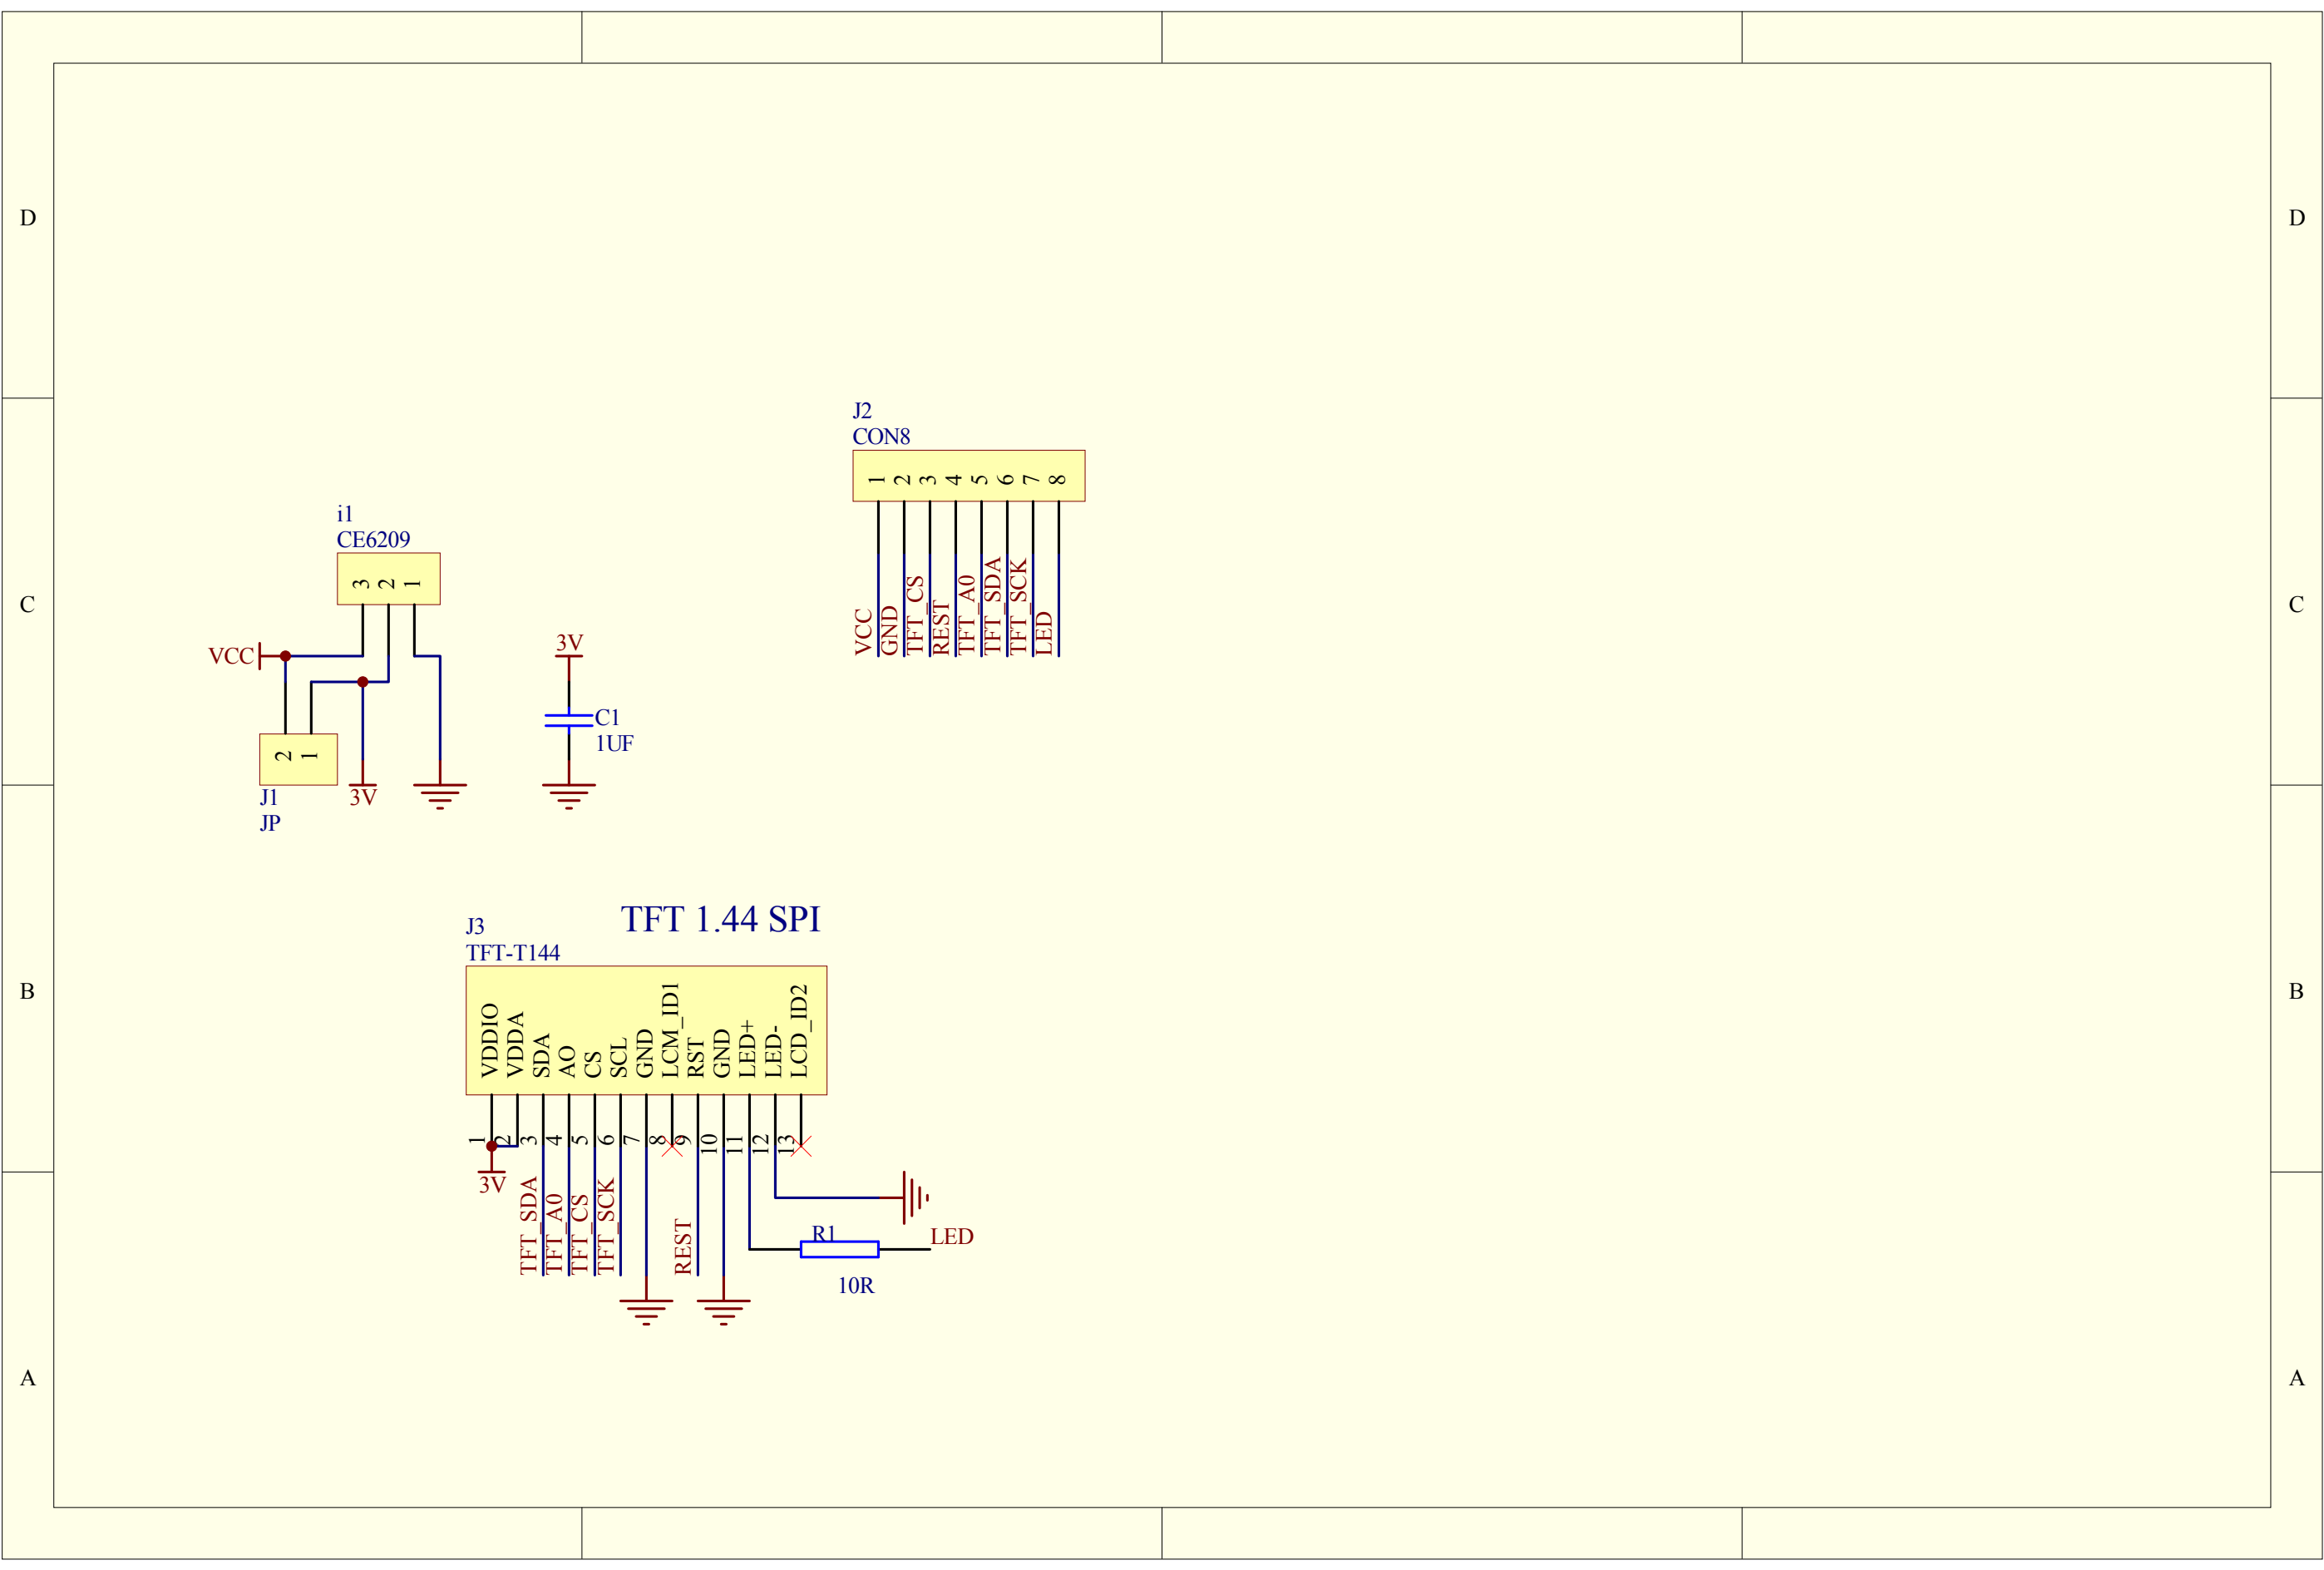 D
D
J2
CON8
1 2 3 4 5 6 7 8
i1
CE6209
3 2 1
C
C
VCC
GND
TFT_CS
REST
TFT_A0
TFT_SDA
TFT_SCK
LED
VCC
3V
C1
1UF
2 1
J1
JP
3V
TFT 1.44 SPI
J3
TFT-T144
B
B
VDDIO
VDDA
SDA
AO
CS
SCL
GND
LCM_ID1
RST
GND
LED+
LED-
LCD_ID2
1 2 3 4 5 6 7 8 9 10 11 12 13
3V
TFT_SDA
TFT_A0
TFT_CS
TFT_SCK
REST
R1
LED
10R
A
A